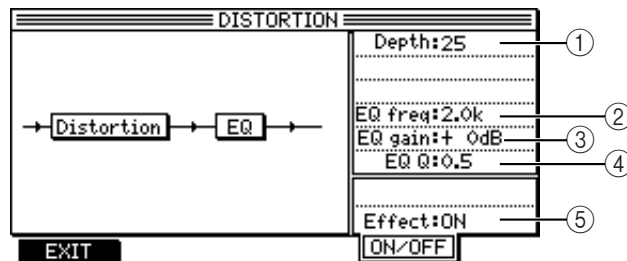 DISTORTION
Depth:25 ①
Distortion EQ
EQ freq:2.0k ②
EQ gain:+ 0dB ③
EQ Q:0.5 ④
Effect:ON ⑤
EXIT ON/OFF